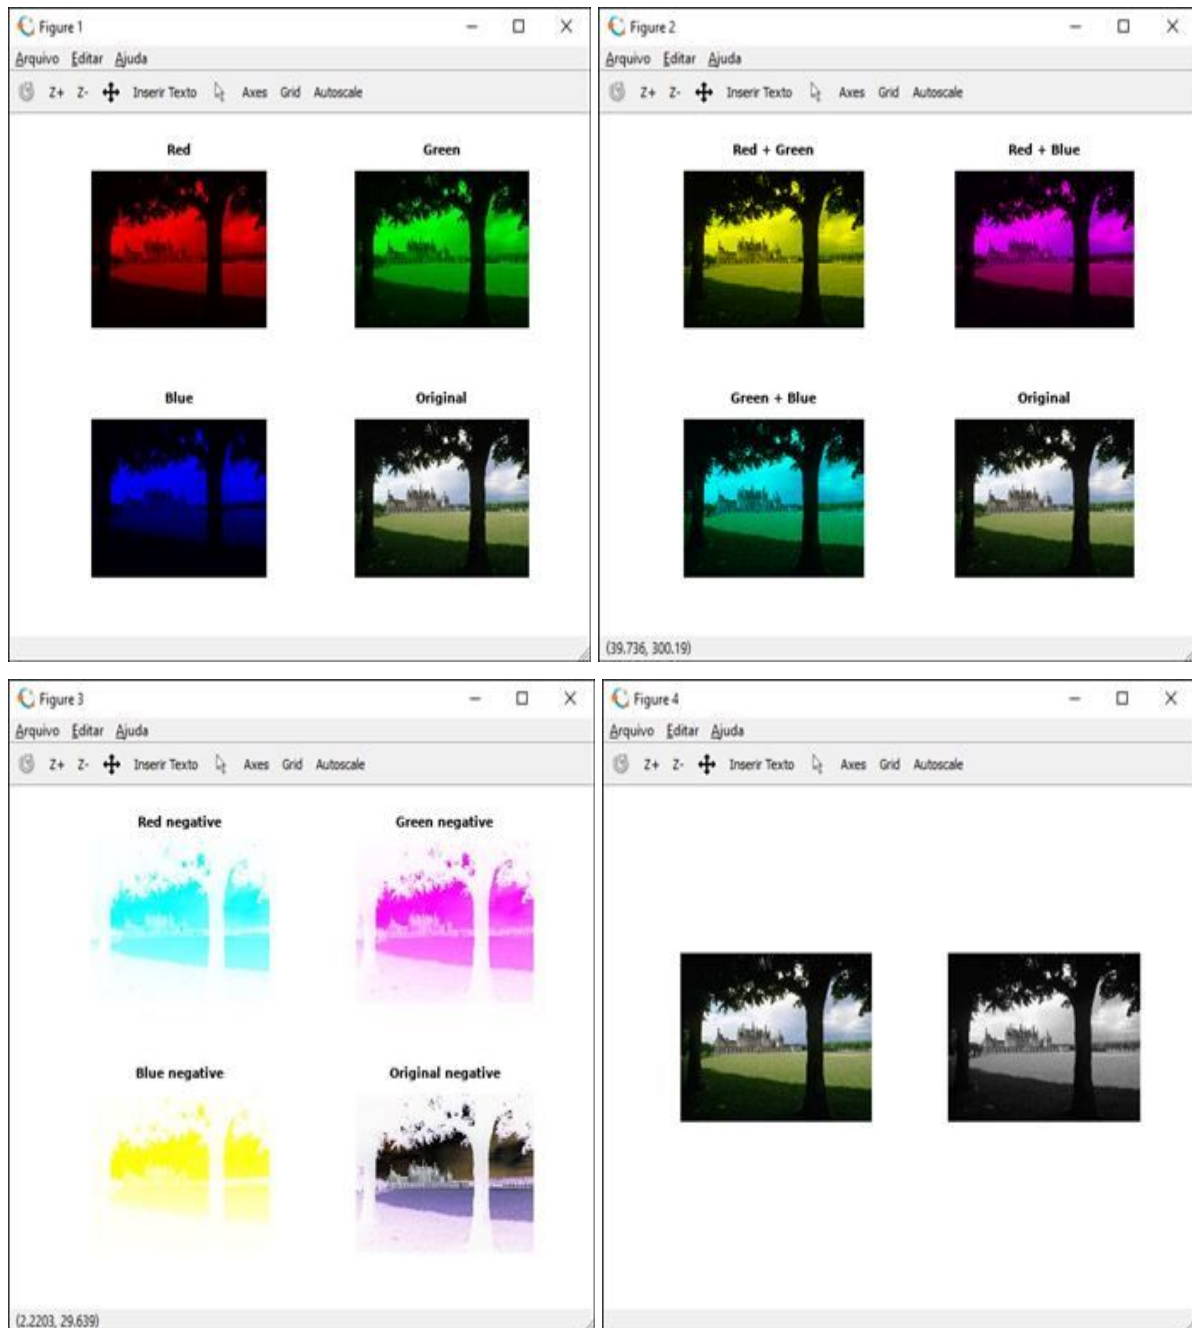 Figure 1
Arquivo Editar Ajuda
Z+ Z- Inserir Texto Axes Grid Autoscale
Red Green
Blue Original
Figure 2
Arquivo Editar Ajuda
Z+ Z- Inserir Texto Axes Grid Autoscale
Red + Green Red + Blue
Green + Blue Original
(39.736, 300.19)
Figure 3
Arquivo Editar Ajuda
Z+ Z- Inserir Texto Axes Grid Autoscale
Red negative Green negative
Blue negative Original negative
(2.2203, 29.639)
Figure 4
Arquivo Editar Ajuda
Z+ Z- Inserir Texto Axes Grid Autoscale